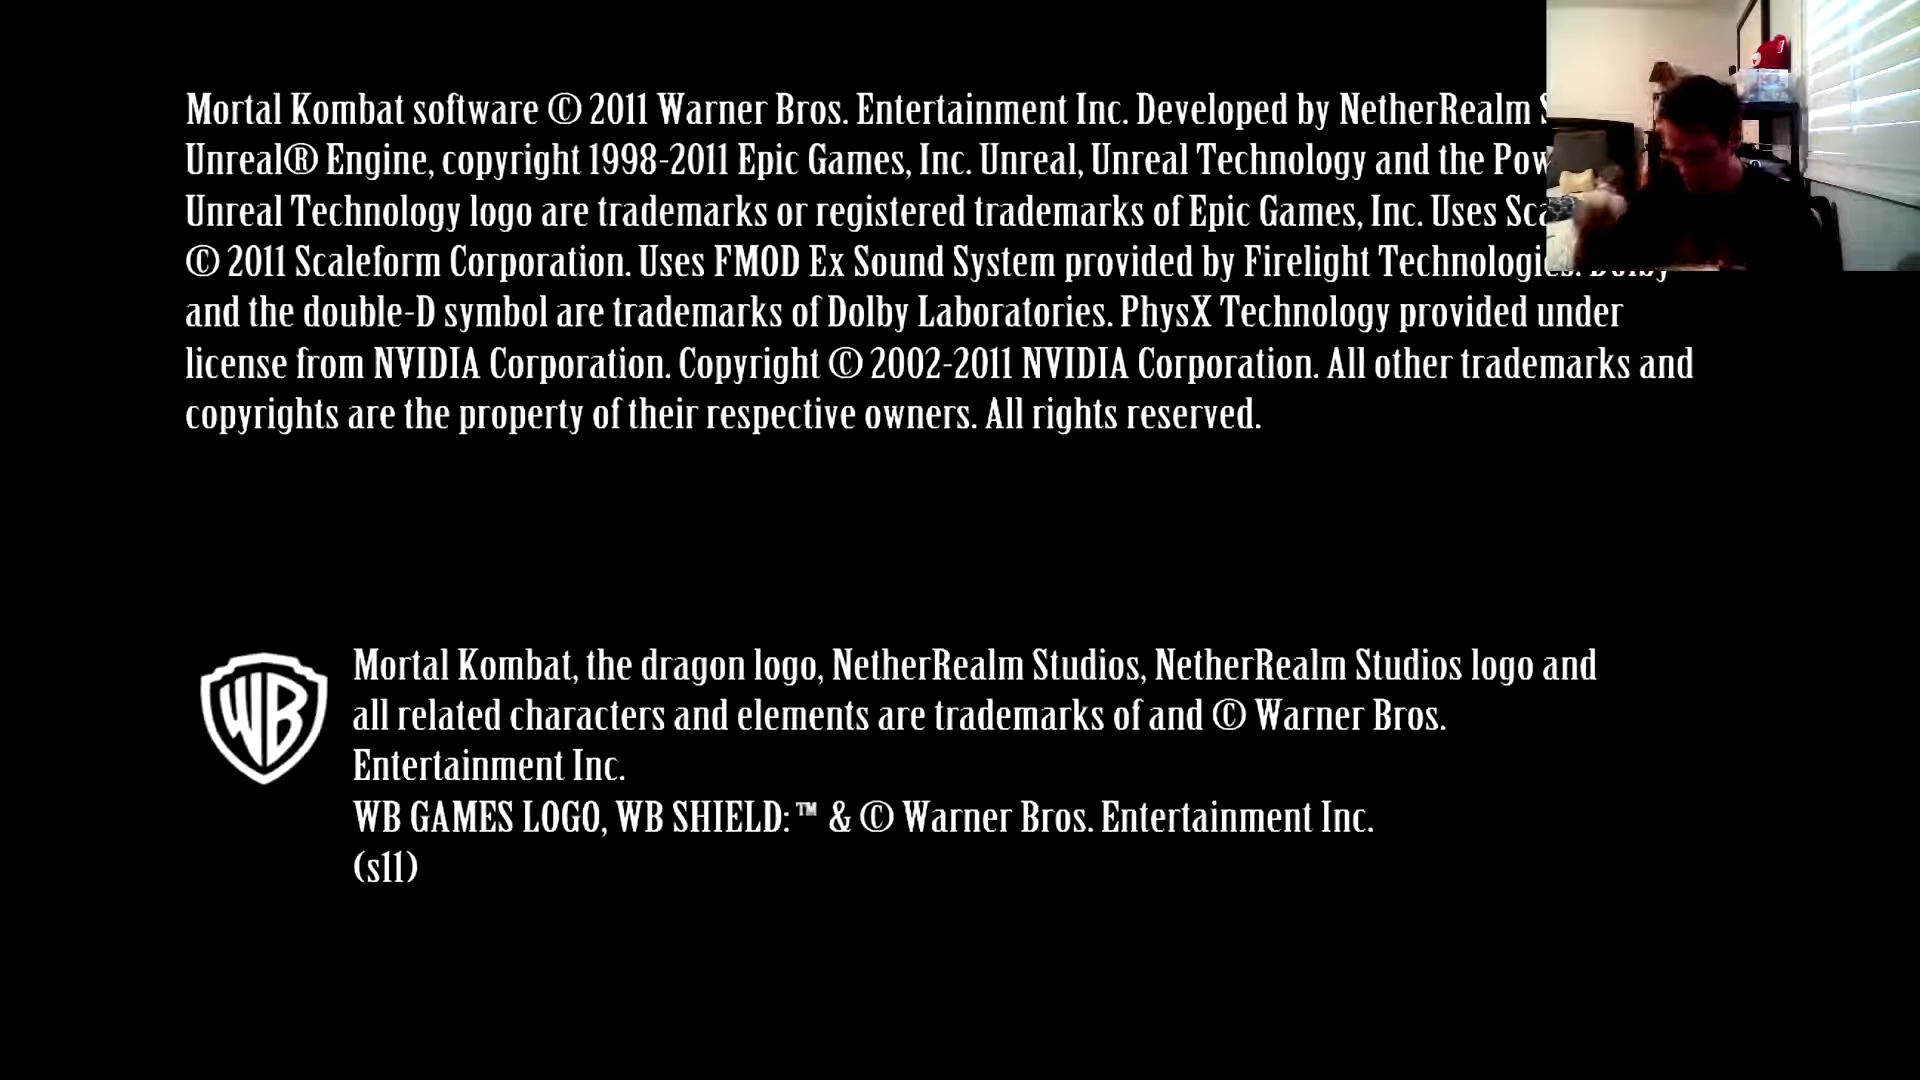 Mortal Kombat software © 2011 Warner Bros. Entertainment Inc. Developed by NetherRealm
Unreal® Engine, copyright 1998-2011 Epic Games, Inc. Unreal, Unreal Technology and the
Unreal Technology logo are trademarks or registered trademarks of Epic Games, Inc. Uses
© 2011 Scaleform Corporation. Uses FMOD Ex Sound System provided by Firelight Technologies. Dolby
and the double-D symbol are trademarks of Dolby Laboratories. PhysX Technology provided under
license from NVIDIA Corporation. Copyright © 2002-2011 NVIDIA Corporation. All other trademarks and
copyrights are the property of their respective owners. All rights reserved.
WB
Mortal Kombat, the dragon logo, NetherRealm Studios, NetherRealm Studios logo and
all related characters and elements are trademarks of and © Warner Bros.
Entertainment Inc.
WB GAMES LOGO, WB SHIELD: ™ & © Warner Bros. Entertainment Inc.
(s11)